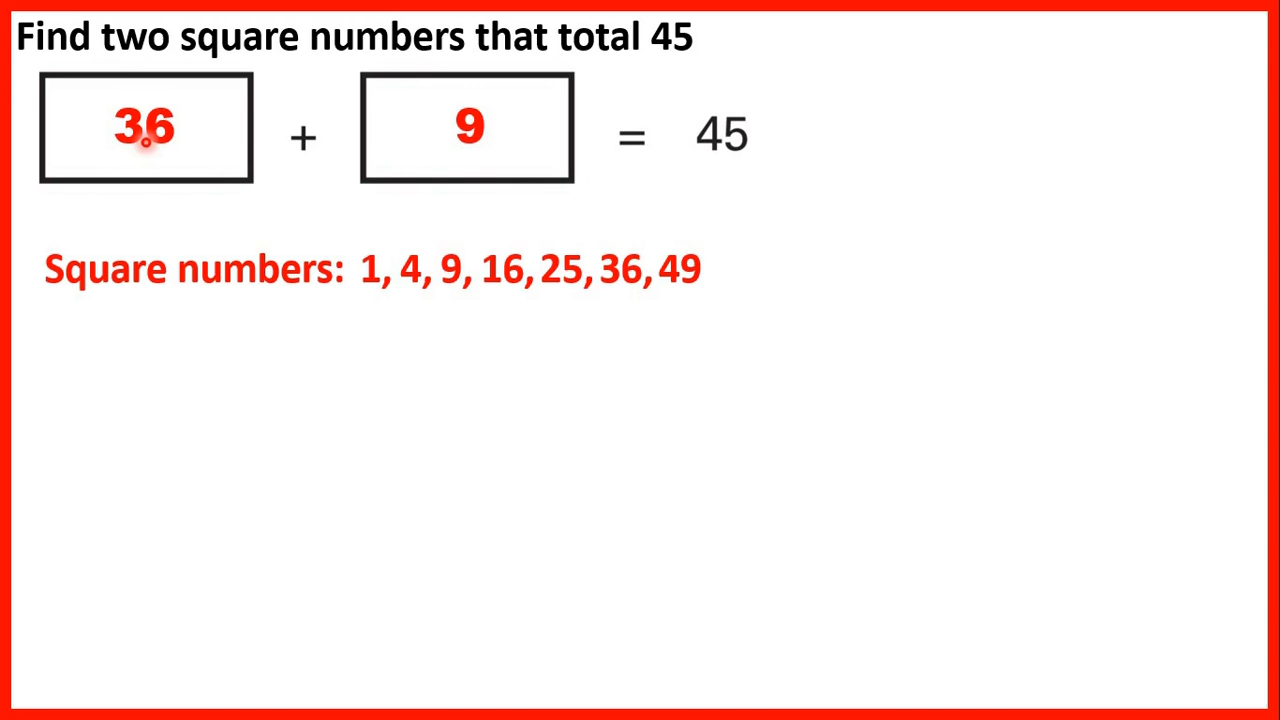 Find two square numbers that total 45
36 + 9 = 45
Square numbers: 1, 4, 9, 16, 25, 36, 49